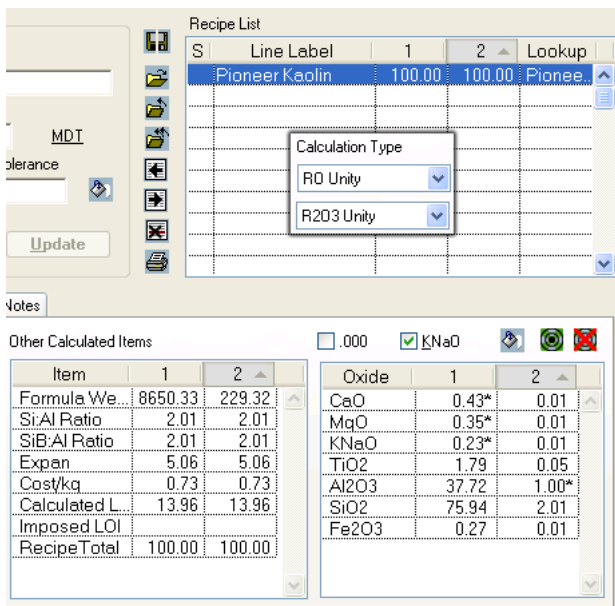 Recipe List
S Line Label 1 2 Lookup
Pioneer Kaolin 100.00 100.00 Pionee..
MDT
olerance
Update
Calculation Type
RO Unity
R2O3 Unity
Notes
Other Calculated Items
.000 KNaO
Item 1 2
Formula We... 8650.33 229.32
Si:Al Ratio 2.01 2.01
SiB:Al Ratio 2.01 2.01
Expan 5.06 5.06
Cost/kg 0.73 0.73
Calculated L... 13.96 13.96
Imposed LOI
RecipeTotal 100.00 100.00
Oxide 1 2
CaO 0.43* 0.01
MgO 0.35* 0.01
KNaO 0.23* 0.01
TiO2 1.79 0.05
Al2O3 37.72 1.00*
SiO2 75.94 2.01
Fe2O3 0.27 0.01